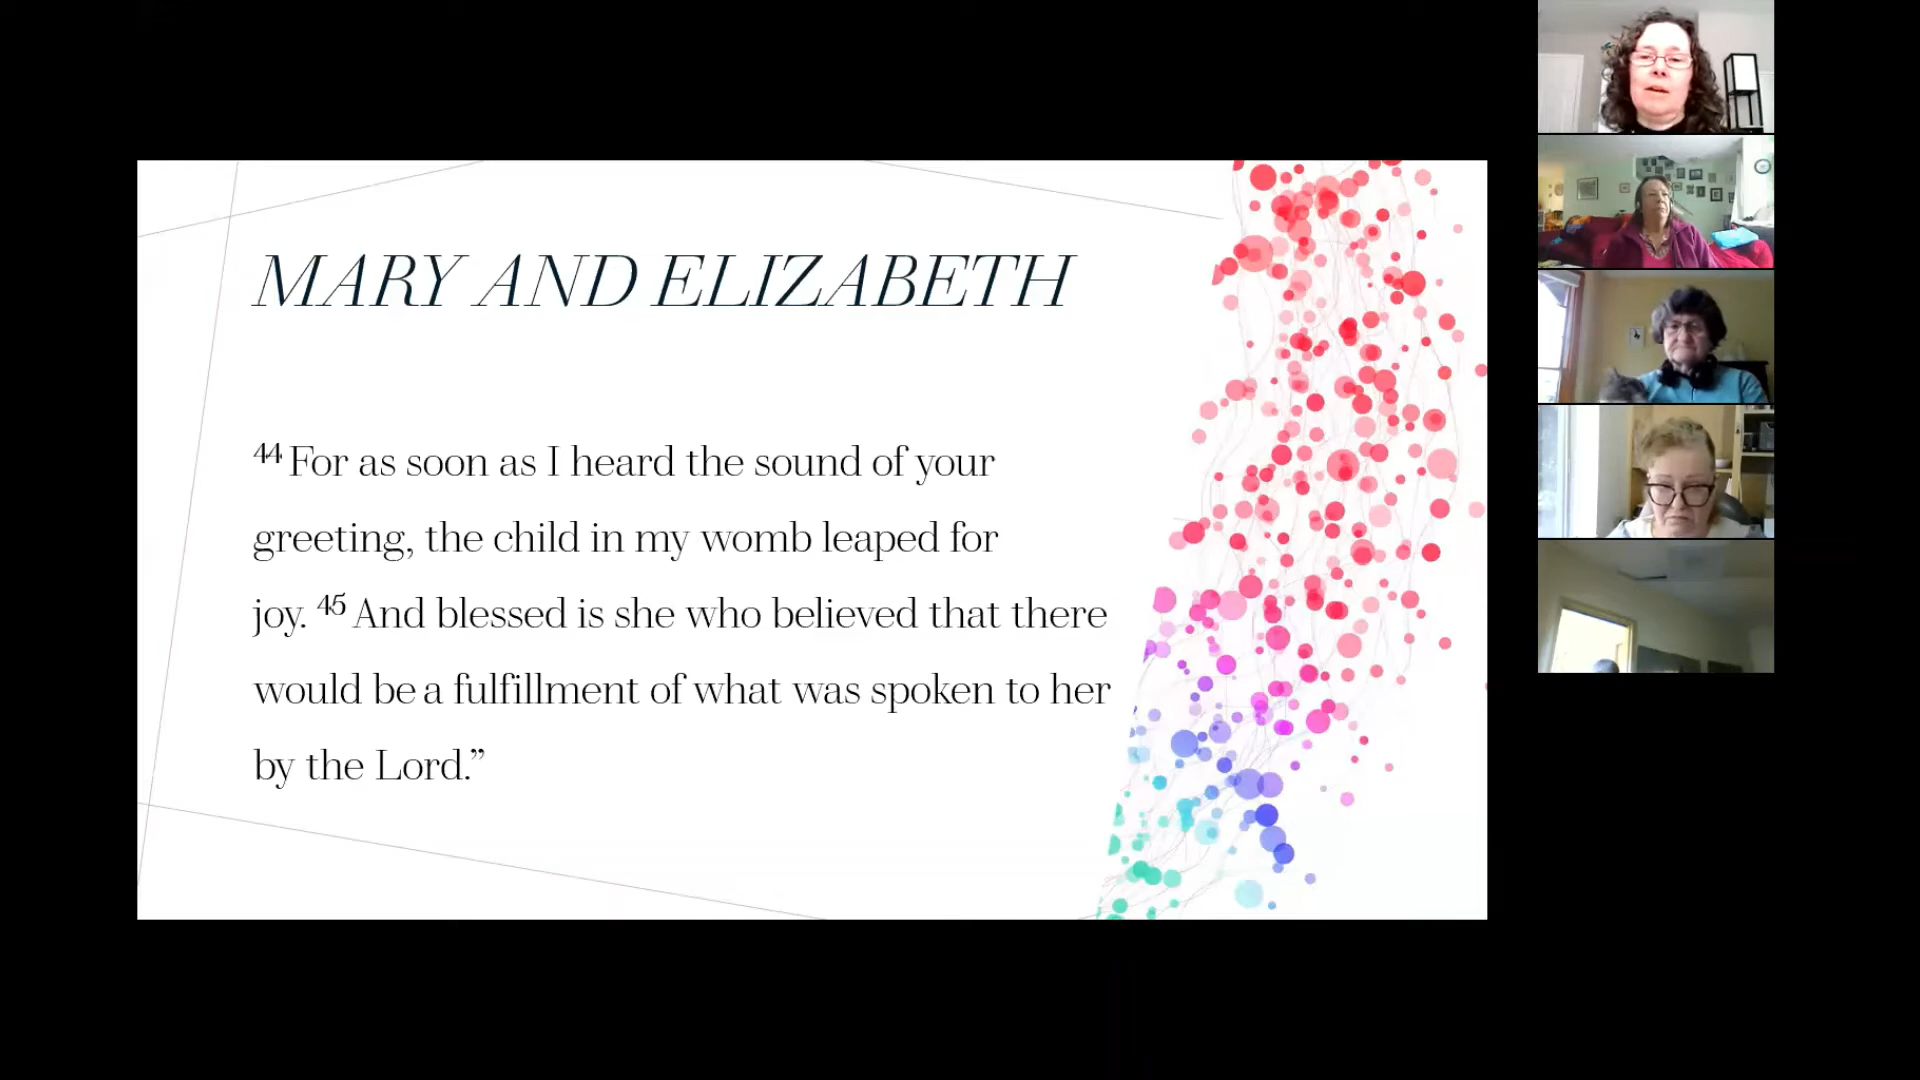 MARY AND ELIZABETH
44 For as soon as I heard the sound of your
greeting, the child in my womb leaped for
joy. 45 And blessed is she who believed that there
would be a fulfillment of what was spoken to her
by the Lord.”